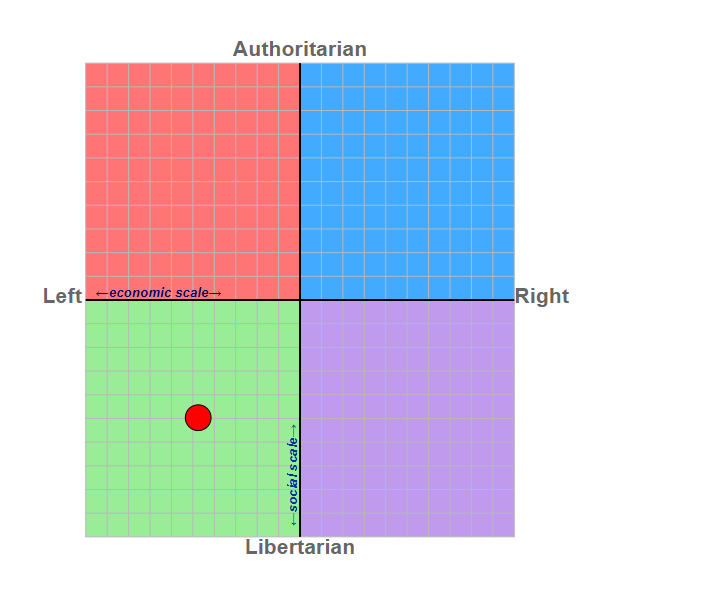 Authoritarian
←economic scale→
Left
Right
←social scale→
Libertarian